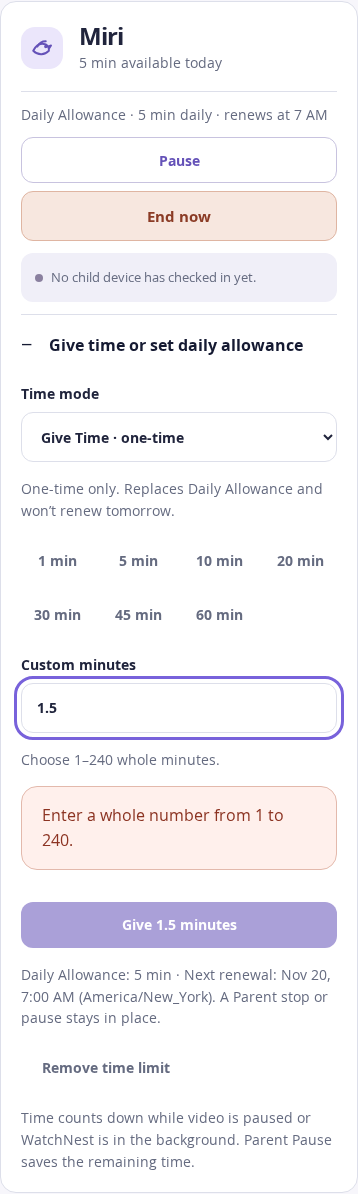 Miri
5 min available today
Daily Allowance · 5 min daily · renews at 7 AM
Pause
End now
No child device has checked in yet.
– Give time or set daily allowance
Time mode
Give Time · one-time
One-time only. Replaces Daily Allowance and
won’t renew tomorrow.
1 min 5 min 10 min 20 min
30 min 45 min 60 min
Custom minutes
1.5
Choose 1–240 whole minutes.
Enter a whole number from 1 to
240.
Give 1.5 minutes
Daily Allowance: 5 min · Next renewal: Nov 20,
7:00 AM (America/New_York). A Parent stop or
pause stays in place.
Remove time limit
Time counts down while video is paused or
WatchNest is in the background. Parent Pause
saves the remaining time.